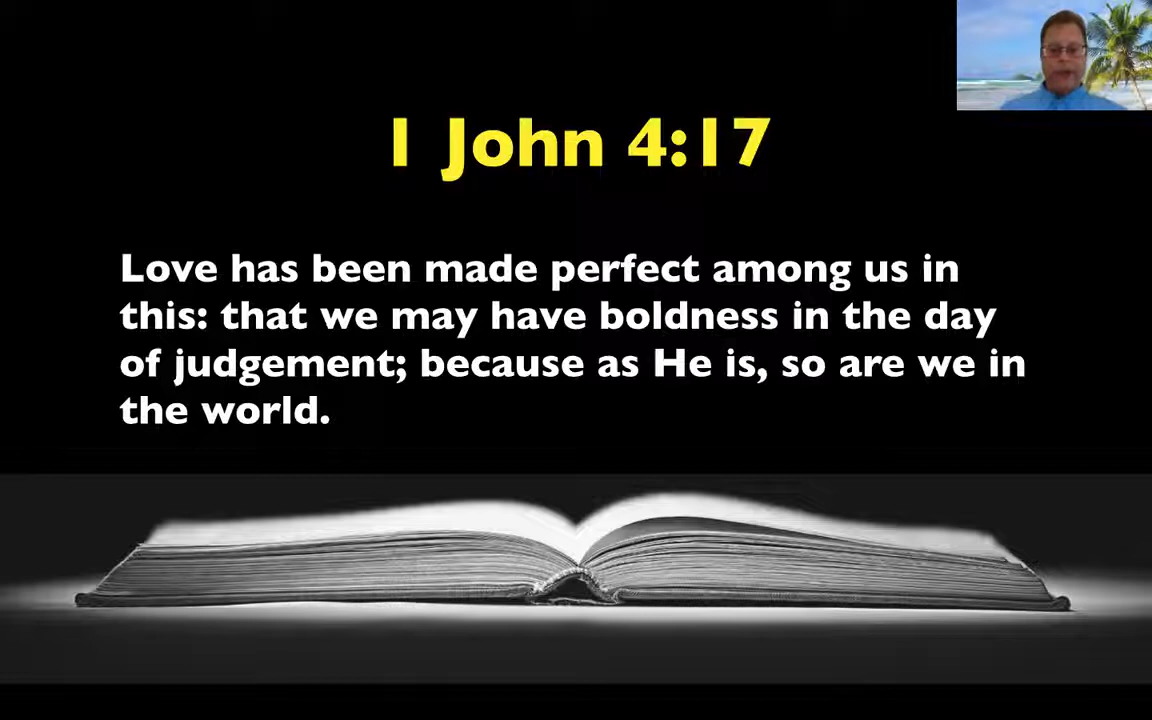 1 John 4:17
Love has been made perfect among us in
this: that we may have boldness in the day
of judgement; because as He is, so are we in
the world.